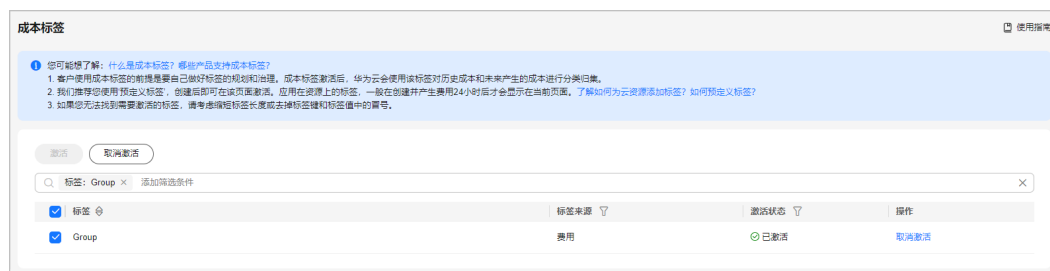 成本标签
使用指南
您可能想了解：什么是成本标签？哪些产品支持成本标签？
1. 客户使用成本标签的前提是要自己做好标签的规划和治理。成本标签激活后，华为云会使用该标签对历史成本和未来产生的成本进行分类归集。
2. 我们推荐您使用'预定义标签'，创建后即可在该页面激活。应用在资源上的标签，一般在创建并产生费用24小时后才会显示在当前页面。了解如何为云资源添加标签？如何预定义标签？
3. 如果您无法找到需要激活的标签，请考虑缩短标签长度或去掉标签键和标签值中的冒号。
激活 取消激活
标签：Group × 添加筛选条件
标签 标签来源 激活状态 操作
Group 费用 已激活 取消激活